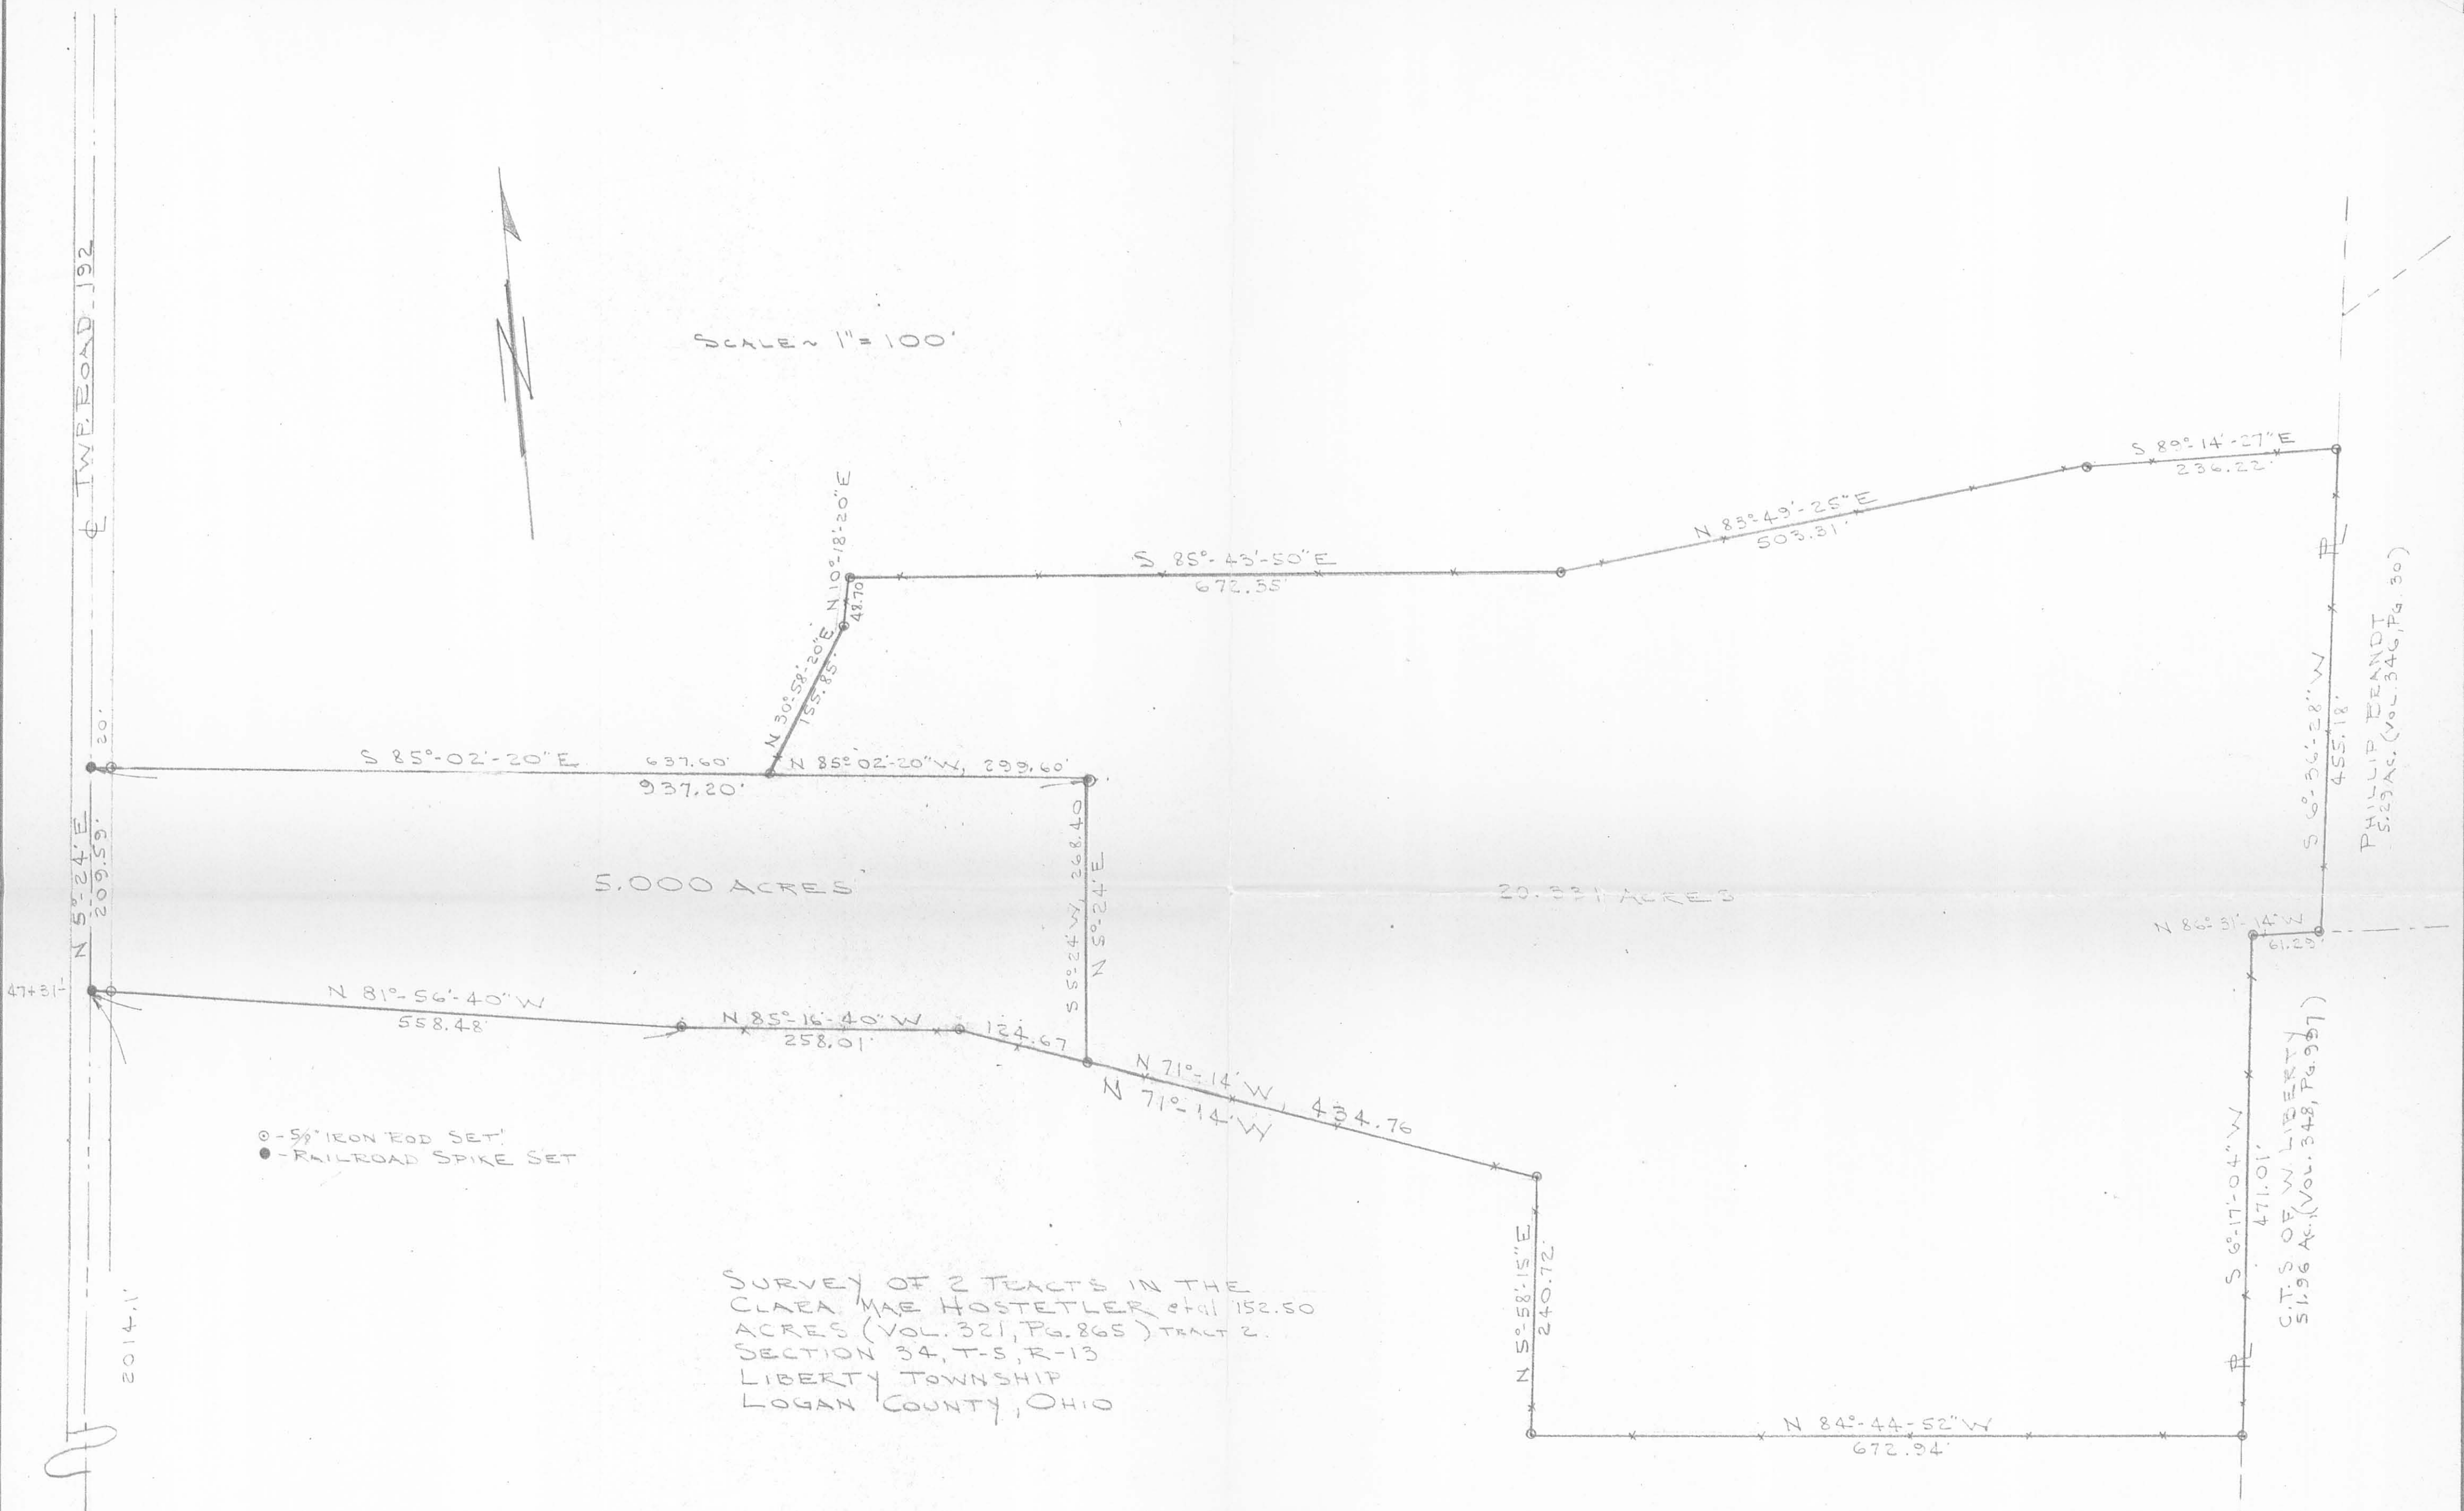 TWP. ROAD 192
SCALE ~ 1" = 100'
N 10°-18'-20" E
48.70
N 30°-58'-20" E
155.85'
S 85°-43'-50" E
672.35'
N 83°-49'-25" E
503.31'
S 89°-14'-27" E
236.22'
S 6°-36'-28" W
455.18'
PHILLIP BRANDT
5.29 AC. (VOL. 346, PG. 30)
20'
S 85°-02'-20" E
637.60'
937.20'
N 85°02'-20" W, 299.60'
N 5°-24' E
209.59'
5.000 ACRES
S 5°-24' W, 268.40
N 5°-24' E
20.331 ACRES
N 86°-31'-14" W
61.29'
47+31
N 81°-56'-40" W
558.48'
N 85°-16'-40" W
258.01'
124.67
N 71°-14' W, 434.76
N 71°-14' W
S 6°-17'-04" W
471.01'
C.T.S OF W LIBERTY
51.96 AC. (VOL. 348, PG. 997)
⊙ - 5/8" IRON ROD SET
● - RAILROAD SPIKE SET
N 5°-58'-15" E
240.72'
2014.1'
SURVEY OF 2 TRACTS IN THE
CLARA MAE HOSTETLER etal 152.50
ACRES (VOL. 321, PG. 865) TRACT 2.
SECTION 34, T-5, R-13
LIBERTY TOWNSHIP
LOGAN COUNTY, OHIO
N 84°-44-52" W
672.94'